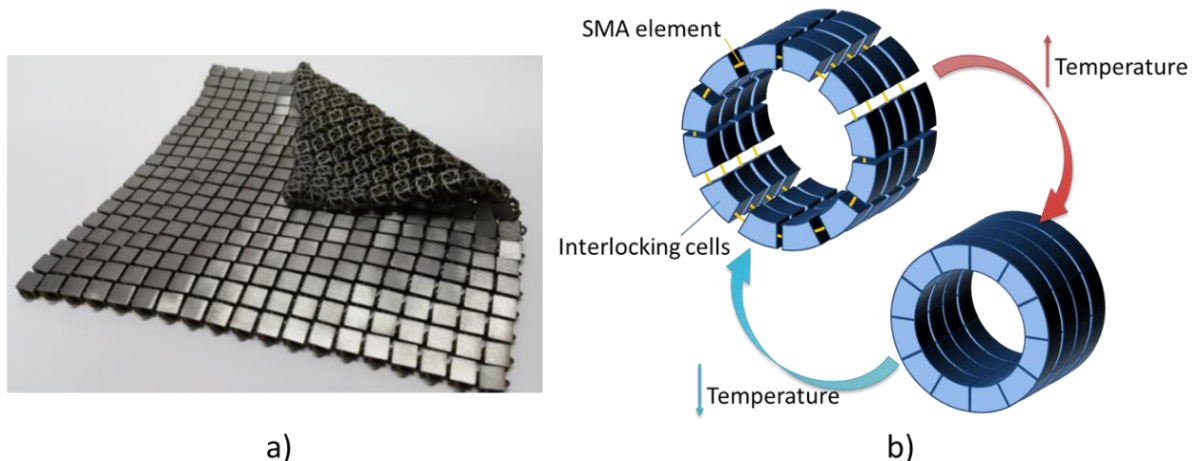 SMA element
Temperature
Interlocking cells
Temperature
a)
b)